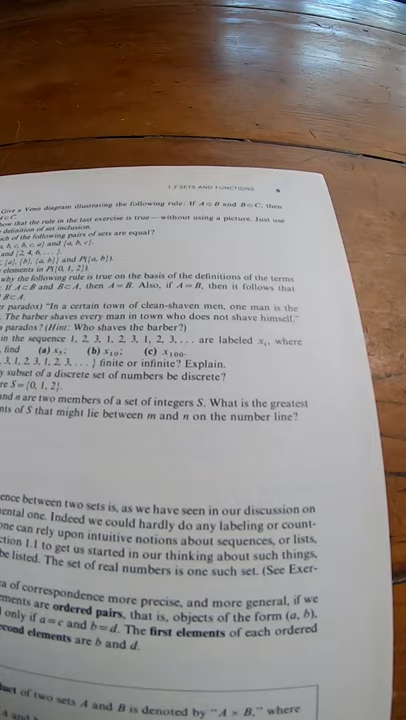 1.2 SETS AND FUNCTIONS 9
Give a Venn diagram illustrating the following rule: If A ⊂ B and B ⊂ C, then
A ⊂ C.
how that the rule in the last exercise is true—without using a picture. Just use
definition of set inclusion.
ich of the following pairs of sets are equal?
a, b, c, b, c, a} and {a, b, c}.
and {2, 4, 6, . . . }.
{a}, {b}, {a, b}} and P({a, b}).
elements in P({0, 1, 2}).
why the following rule is true on the basis of the definitions of the terms
If A ⊂ B and B ⊂ A, then A = B. Also, if A = B, then it follows that
B ⊂ A.
r paradox) "In a certain town of clean-shaven men, one man is the
. The barber shaves every man in town who does not shave himself."
a paradox? (Hint: Who shaves the barber?)
in the sequence 1, 2, 3, 1, 2, 3, 1, 2, 3, . . . are labeled xᵢ, where
, find (a) x₅; (b) x₁₀; (c) x₁₀₀.
3, 1, 2, 3, 1, 2, 3, . . . } finite or infinite? Explain.
y subset of a discrete set of numbers be discrete?
re S = {0, 1, 2}.
and n are two members of a set of integers S. What is the greatest
nts of S that might lie between m and n on the number line?
ence between two sets is, as we have seen in our discussion on
ental one. Indeed we could hardly do any labeling or count-
one can rely upon intuitive notions about sequences, or lists,
ction 1.1 to get us started in our thinking about such things,
be listed. The set of real numbers is one such set. (See Exer-
a of correspondence more precise, and more general, if we
ements are ordered pairs, that is, objects of the form (a, b),
only if a = c and b = d. The first elements of each ordered
econd elements are b and d.
duct of two sets A and B is denoted by "A × B," where